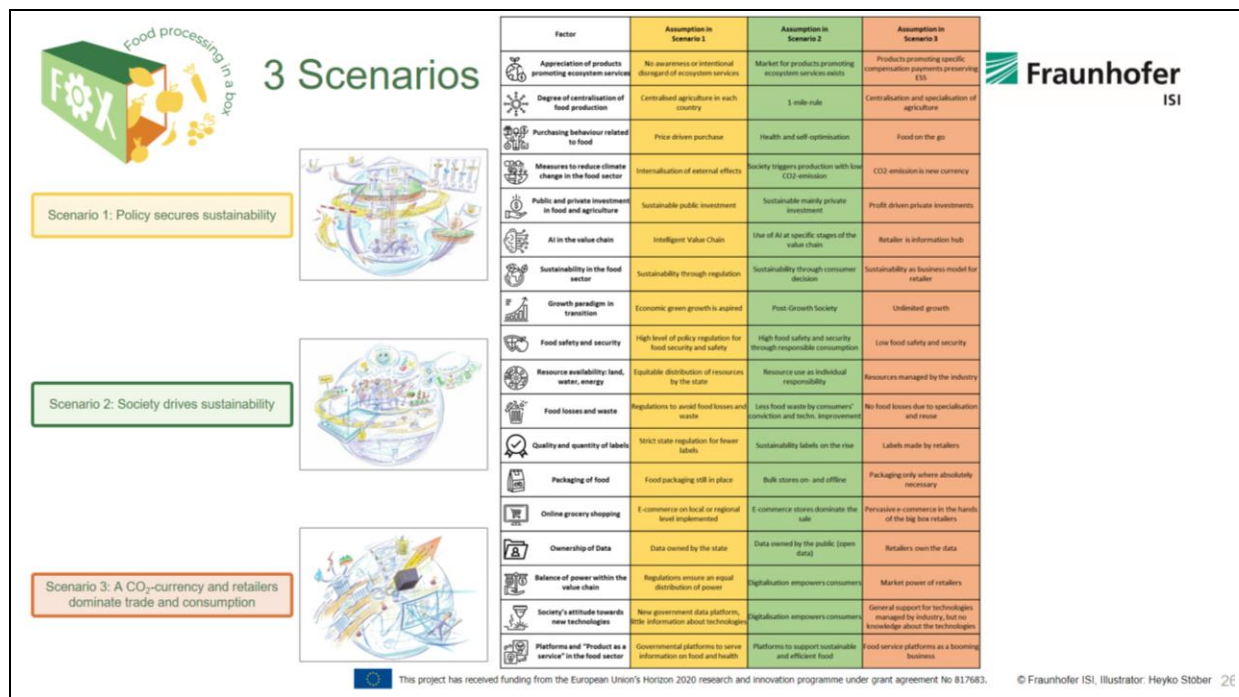 Food processing in a box
FOX
3 Scenarios
Fraunhofer
ISI
Scenario 1: Policy secures sustainability
Scenario 2: Society drives sustainability
Scenario 3: A CO₂-currency and retailers
dominate trade and consumption
Factor
Assumption in
Scenario 1
Assumption in
Scenario 2
Assumption in
Scenario 3
Appreciation of products
promoting ecosystem services
No awareness or intentional
disregard of ecosystem services
Market for products promoting
ecosystem services exists
Products promoting specific
compensation payments preserving
ESS
Degree of centralisation of
food production
Centralised agriculture in each
country
1-mile-rule
Centralisation and specialisation of
agriculture
Purchasing behaviour related
to food
Price driven purchase
Health and self-optimisation
Food on the go
Measures to reduce climate
change in the food sector
Internalisation of external effects
Society triggers production with low
CO2-emission
CO2-emission is new currency
Public and private investment
in food and agriculture
Sustainable public investment
Sustainable mainly private
investment
Profit driven private investments
AI in the value chain
Intelligent Value Chain
Use of AI at specific stages of the
value chain
Retailer is information hub
Sustainability in the food
sector
Sustainability through regulation
Sustainability through consumer
decision
Sustainability as business model for
retailer
Growth paradigm in
transition
Economic green growth is aspired
Post-Growth Society
Unlimited growth
Food safety and security
High level of policy regulation for
food security and safety
High food safety and security
through responsible consumption
Low food safety and security
Resource availability: land,
water, energy
Equitable distribution of resources
by the state
Resource use as individual
responsibility
Resources managed by the industry
Food losses and waste
Regulations to avoid food losses and
waste
Less food waste by consumers'
conviction and techn. improvement
No food losses due to specialisation
and reuse
Quality and quantity of labels
Strict state regulation for fewer
labels
Sustainability labels on the rise
Labels made by retailers
Packaging of food
Food packaging still in place
Bulk stores on- and offline
Packaging only where absolutely
necessary
Online grocery shopping
E-commerce on local or regional
level implemented
E-commerce stores dominate the
sale
Pervasive e-commerce in the hands
of the big box retailers
Ownership of Data
Data owned by the state
Data owned by the public (open
data)
Retailers own the data
Balance of power within the
value chain
Regulations ensure an equal
distribution of power
Digitalisation empowers consumers
Market power of retailers
Society's attitude towards
new technologies
New government data platform,
little information about technologies
Digitalisation empowers consumers
General support for technologies
managed by industry, but no
knowledge about the technologies
Platforms and "Product as a
service" in the food sector
Governmental platforms to serve
information on food and health
Platforms to support sustainable
and efficient food
Food service platforms as a booming
business
This project has received funding from the European Union's Horizon 2020 research and innovation programme under grant agreement No 817683.
© Fraunhofer ISI, Illustrator: Heyko Stöber
26